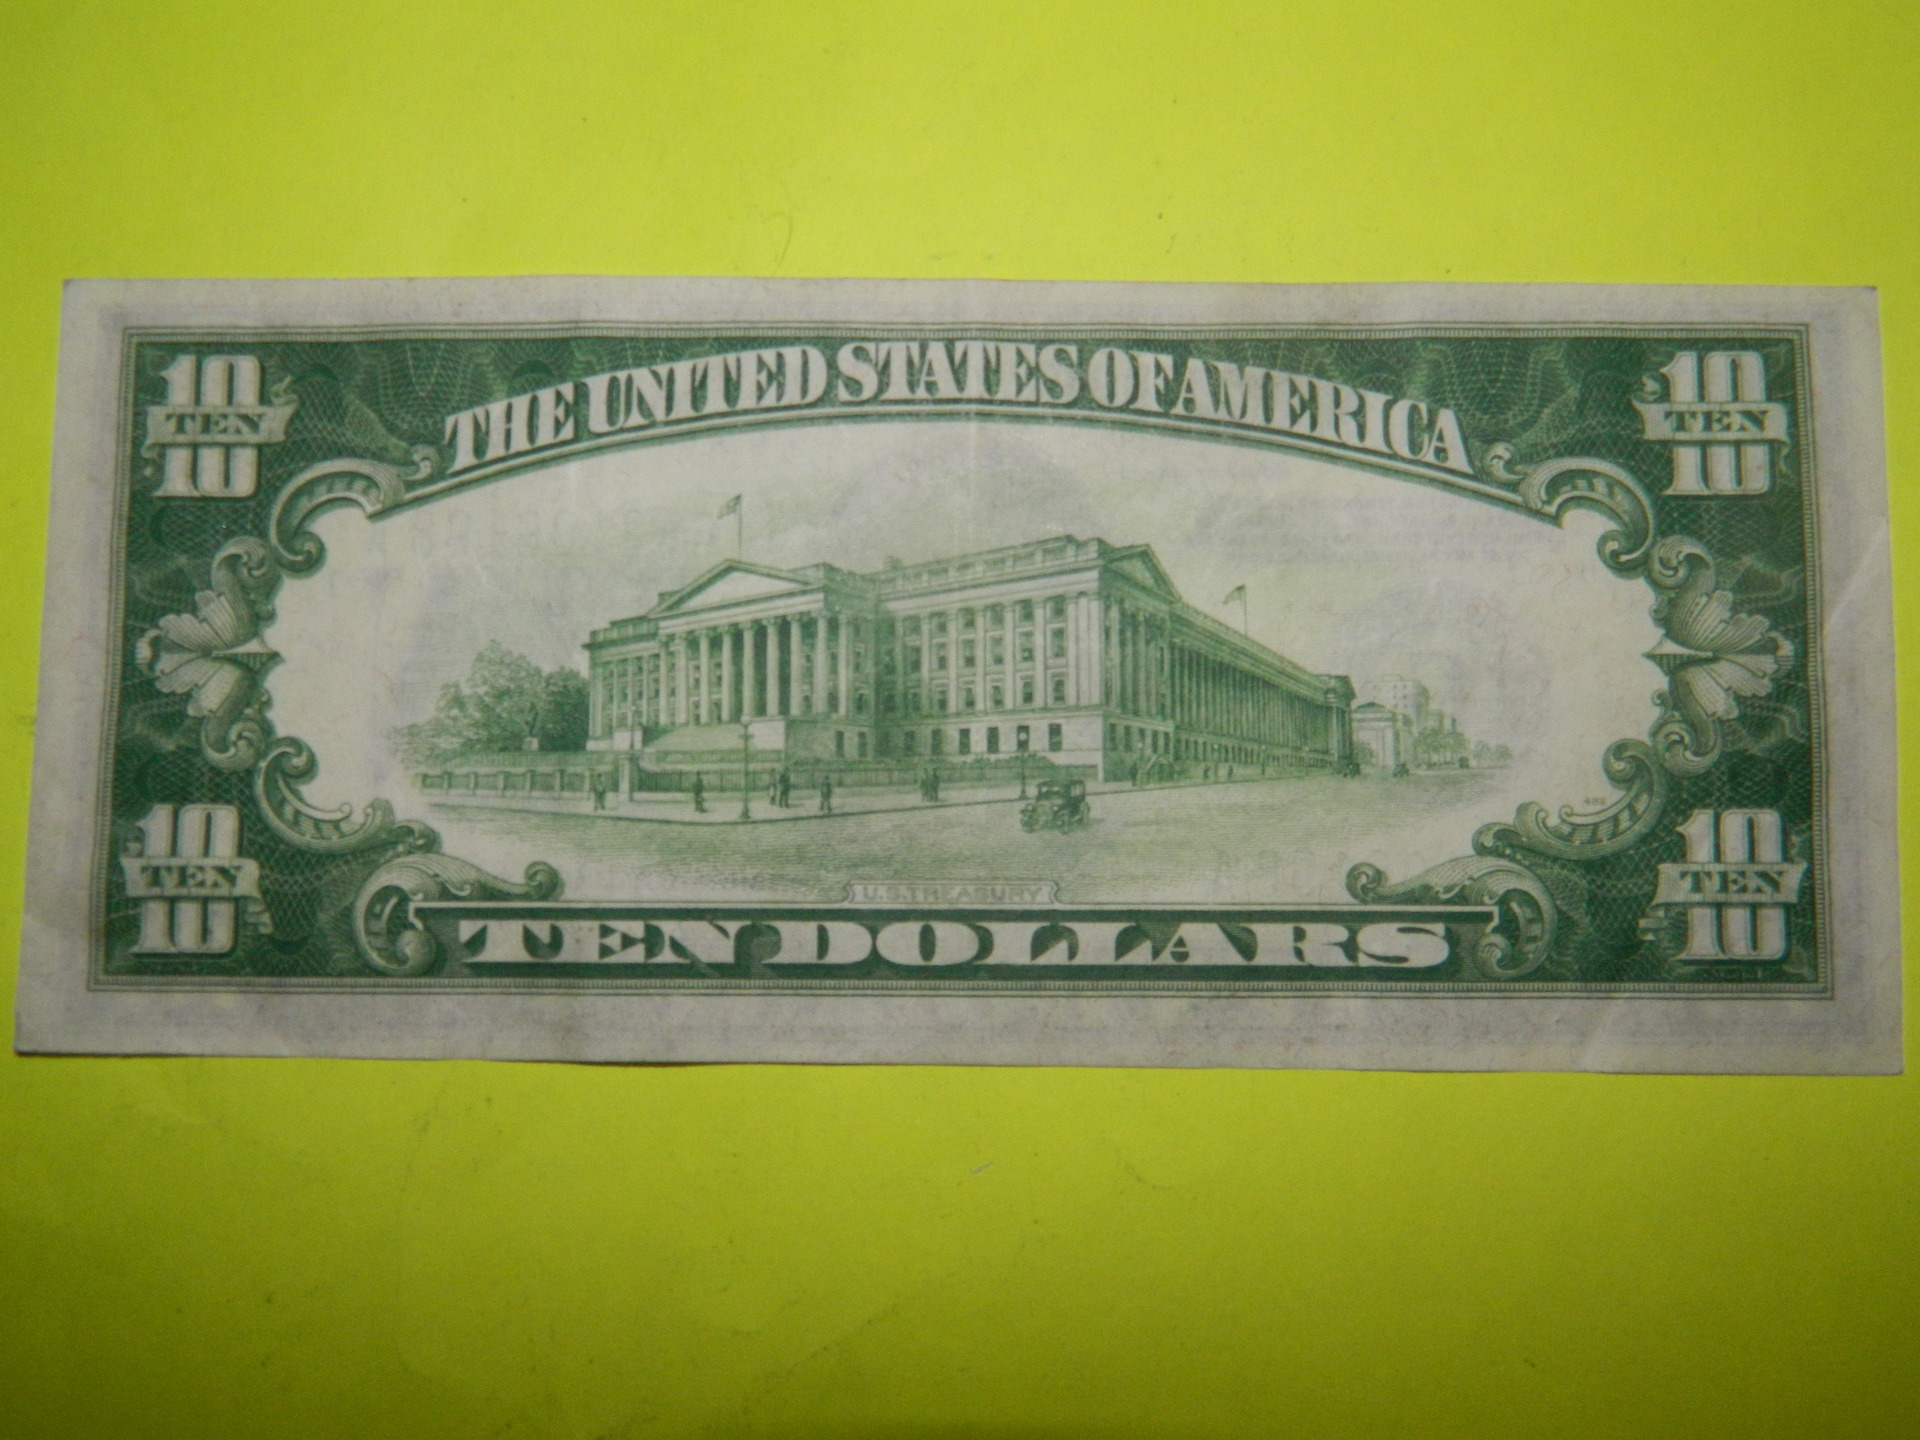 10
TEN
10
THE UNITED STATES OF AMERICA
10
TEN
10
10
TEN
10
U.S. TREASURY
TEN DOLLARS
10
TEN
10